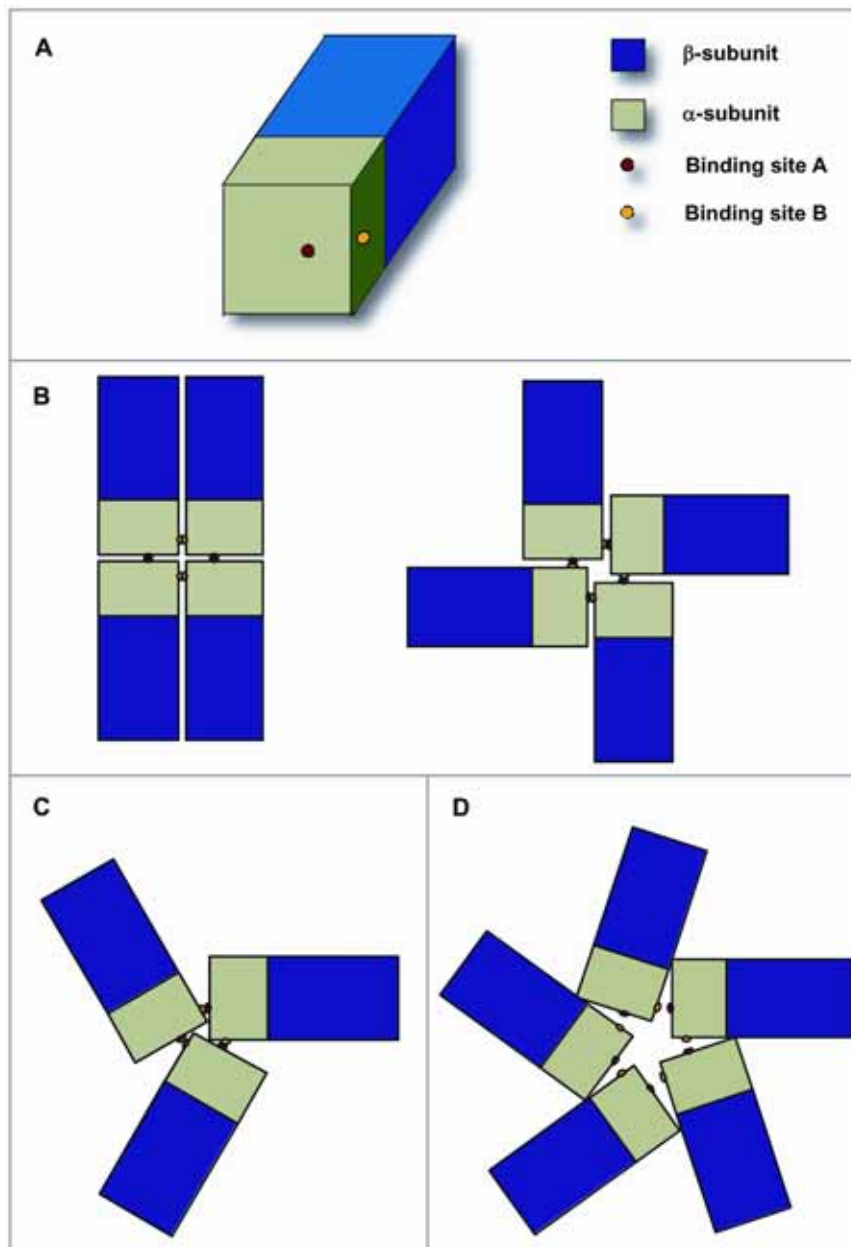 A
β-subunit
α-subunit
Binding site A
Binding site B
B
C
D